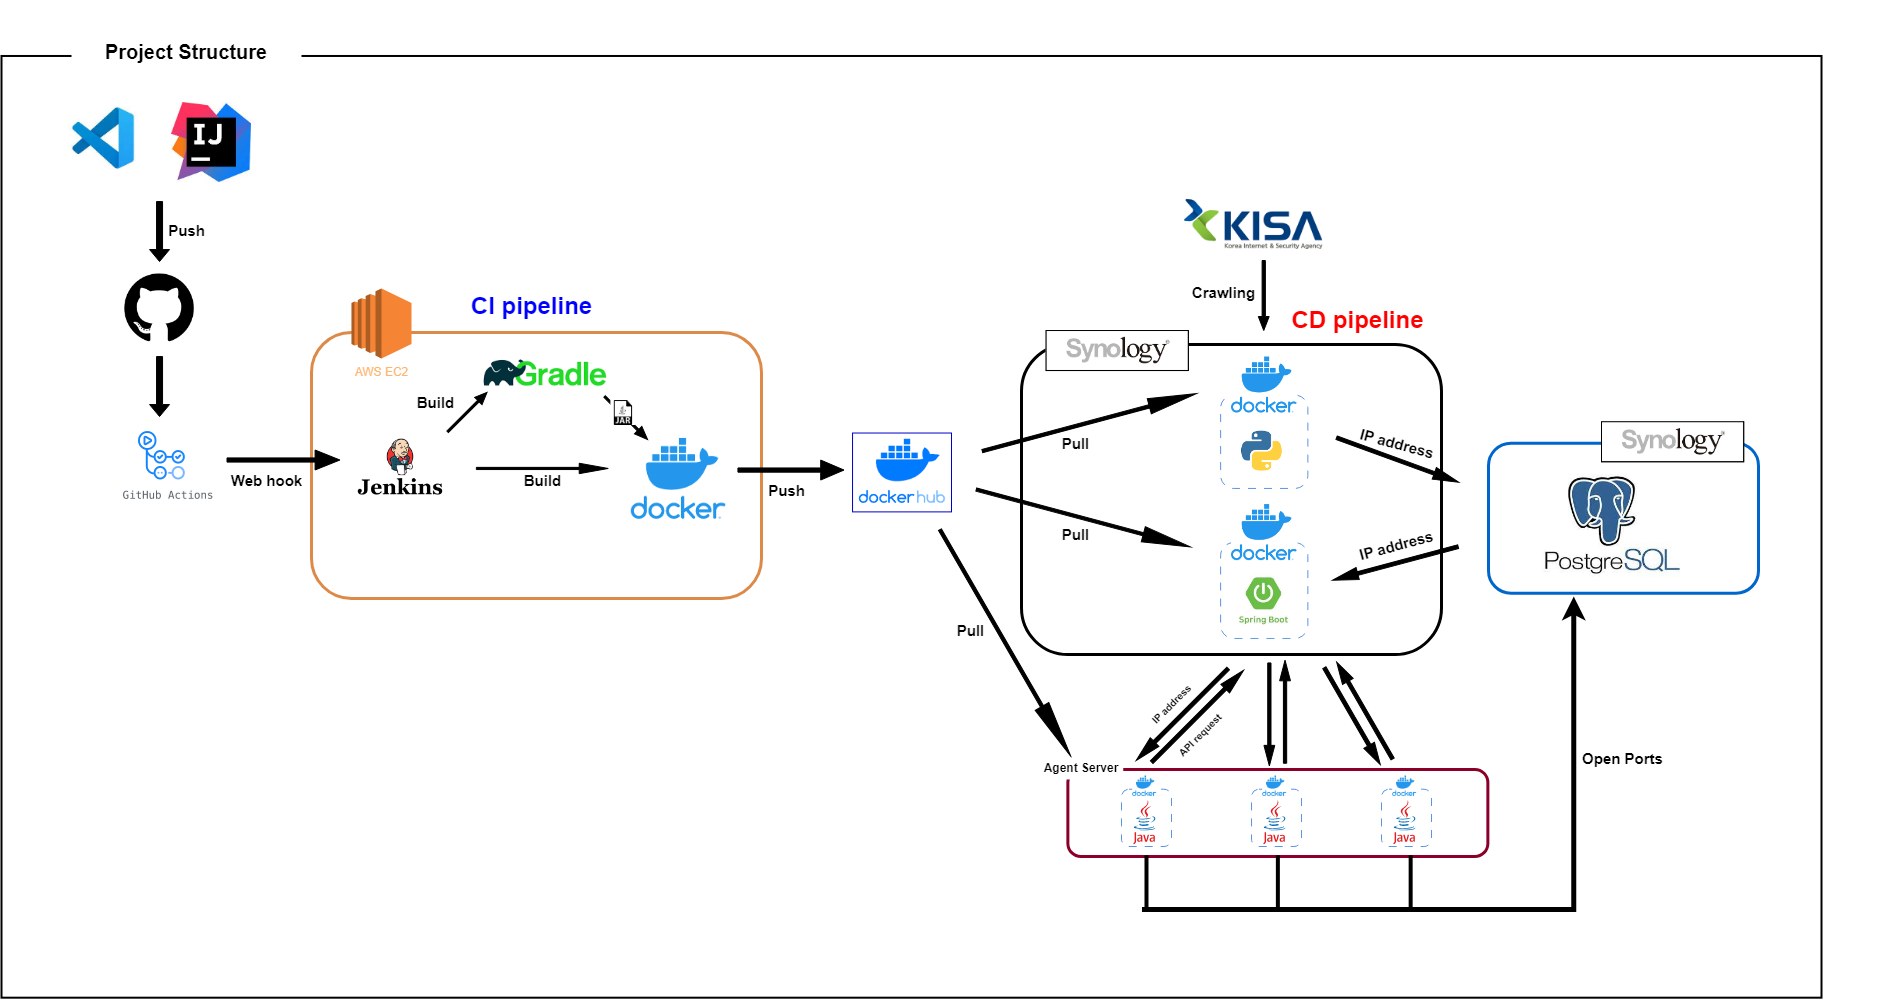 Project Structure
IJ
Push
GitHub Actions
Web hook
CI pipeline
AWS EC2
Build
Gradle
JAR
Jenkins
Build
docker
Push
docker hub
Pull
Pull
Pull
KISA
Korea Internet & Security Agency
Crawling
CD pipeline
Synology
docker
docker
Spring Boot
IP address
IP address
Synology
PostgreSQL
IP address
API request
Agent Server
docker
Java
docker
Java
docker
Java
Open Ports